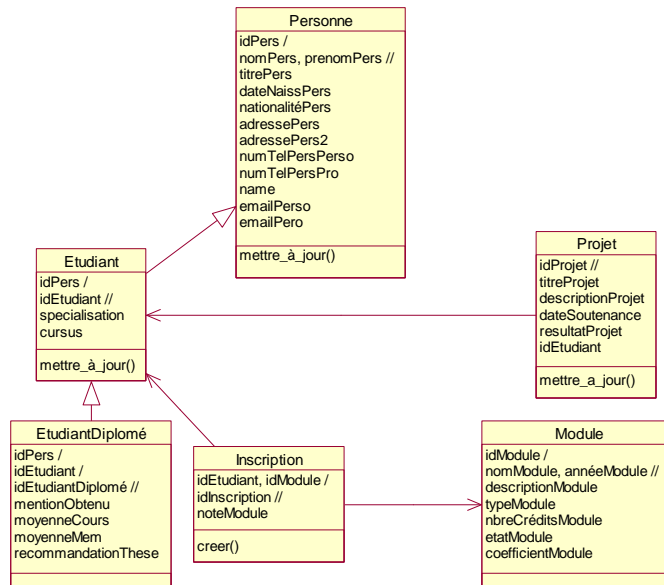 Personne
idPers /
nomPers, prenomPers //
titrePers
dateNaissPers
nationalitéPers
adressePers
adressePers2
numTelPersPerso
numTelPersPro
name
emailPerso
emailPero
mettre_à_jour()
Etudiant
idPers /
idEtudiant //
specialisation
cursus
mettre_à_jour()
Projet
idProjet //
titreProjet
descriptionProjet
dateSoutenance
resultatProjet
idEtudiant
mettre_a_jour()
EtudiantDiplomé
idPers /
idEtudiant /
idEtudiantDiplomé //
mentionObtenu
moyenneCours
moyenneMem
recommandationThese
Inscription
idEtudiant, idModule /
idInscription //
noteModule
creer()
Module
idModule /
nomModule, annéeModule //
descriptionModule
typeModule
nbreCréditsModule
etatModule
coefficientModule